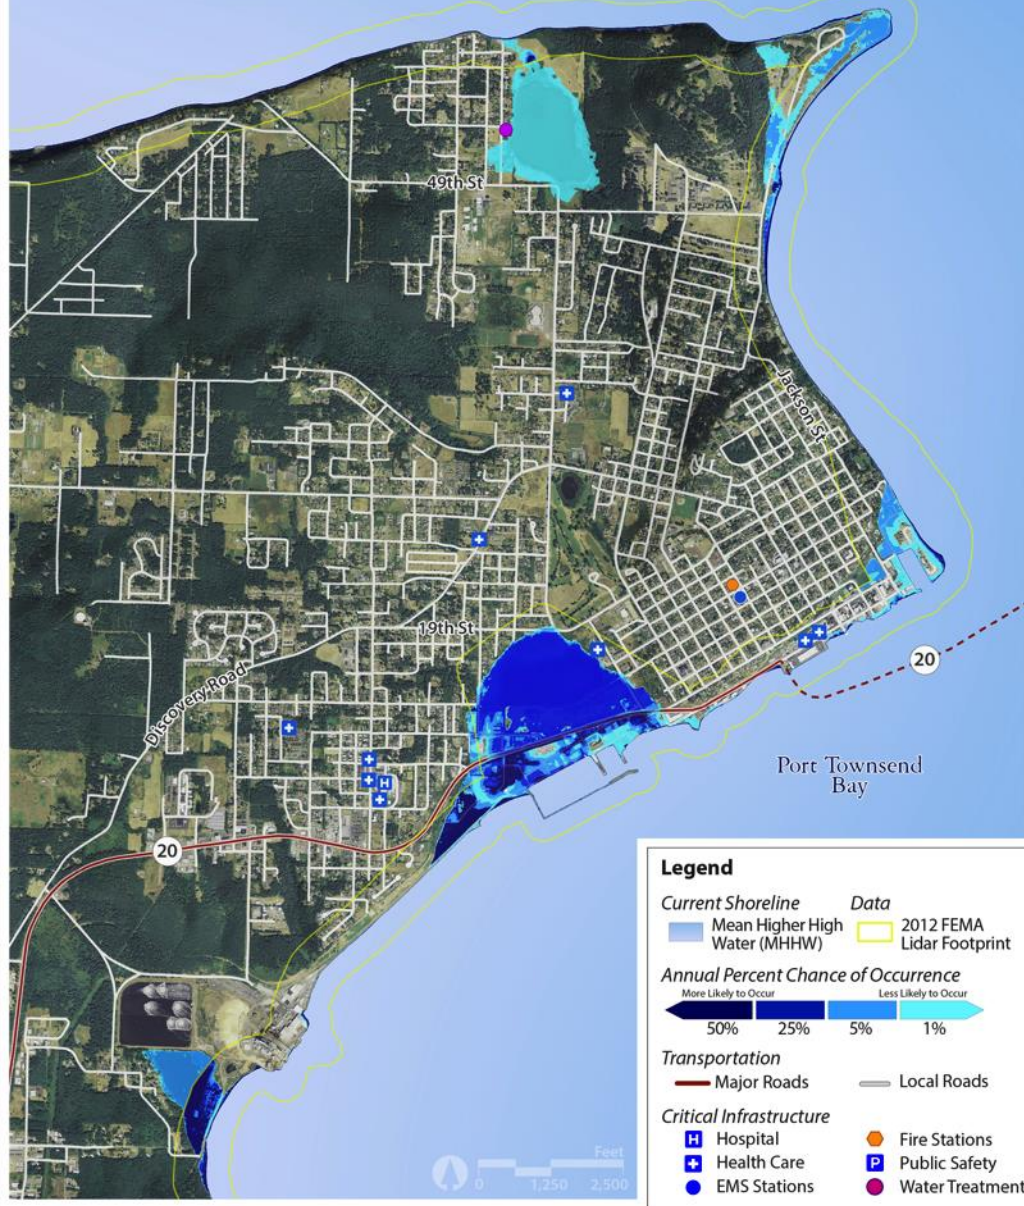 49th St
Jackson St
19th St
Discovery Road
20
Port Townsend
Bay
20
Feet
0 1,250 2,500
Legend
Current Shoreline
Mean Higher High
Water (MHHW)
Data
2012 FEMA
Lidar Footprint
Annual Percent Chance of Occurrence
More Likely to Occur Less Likely to Occur
50% 25% 5% 1%
Transportation
Major Roads Local Roads
Critical Infrastructure
H Hospital
Health Care
EMS Stations
Fire Stations
P Public Safety
Water Treatment
H